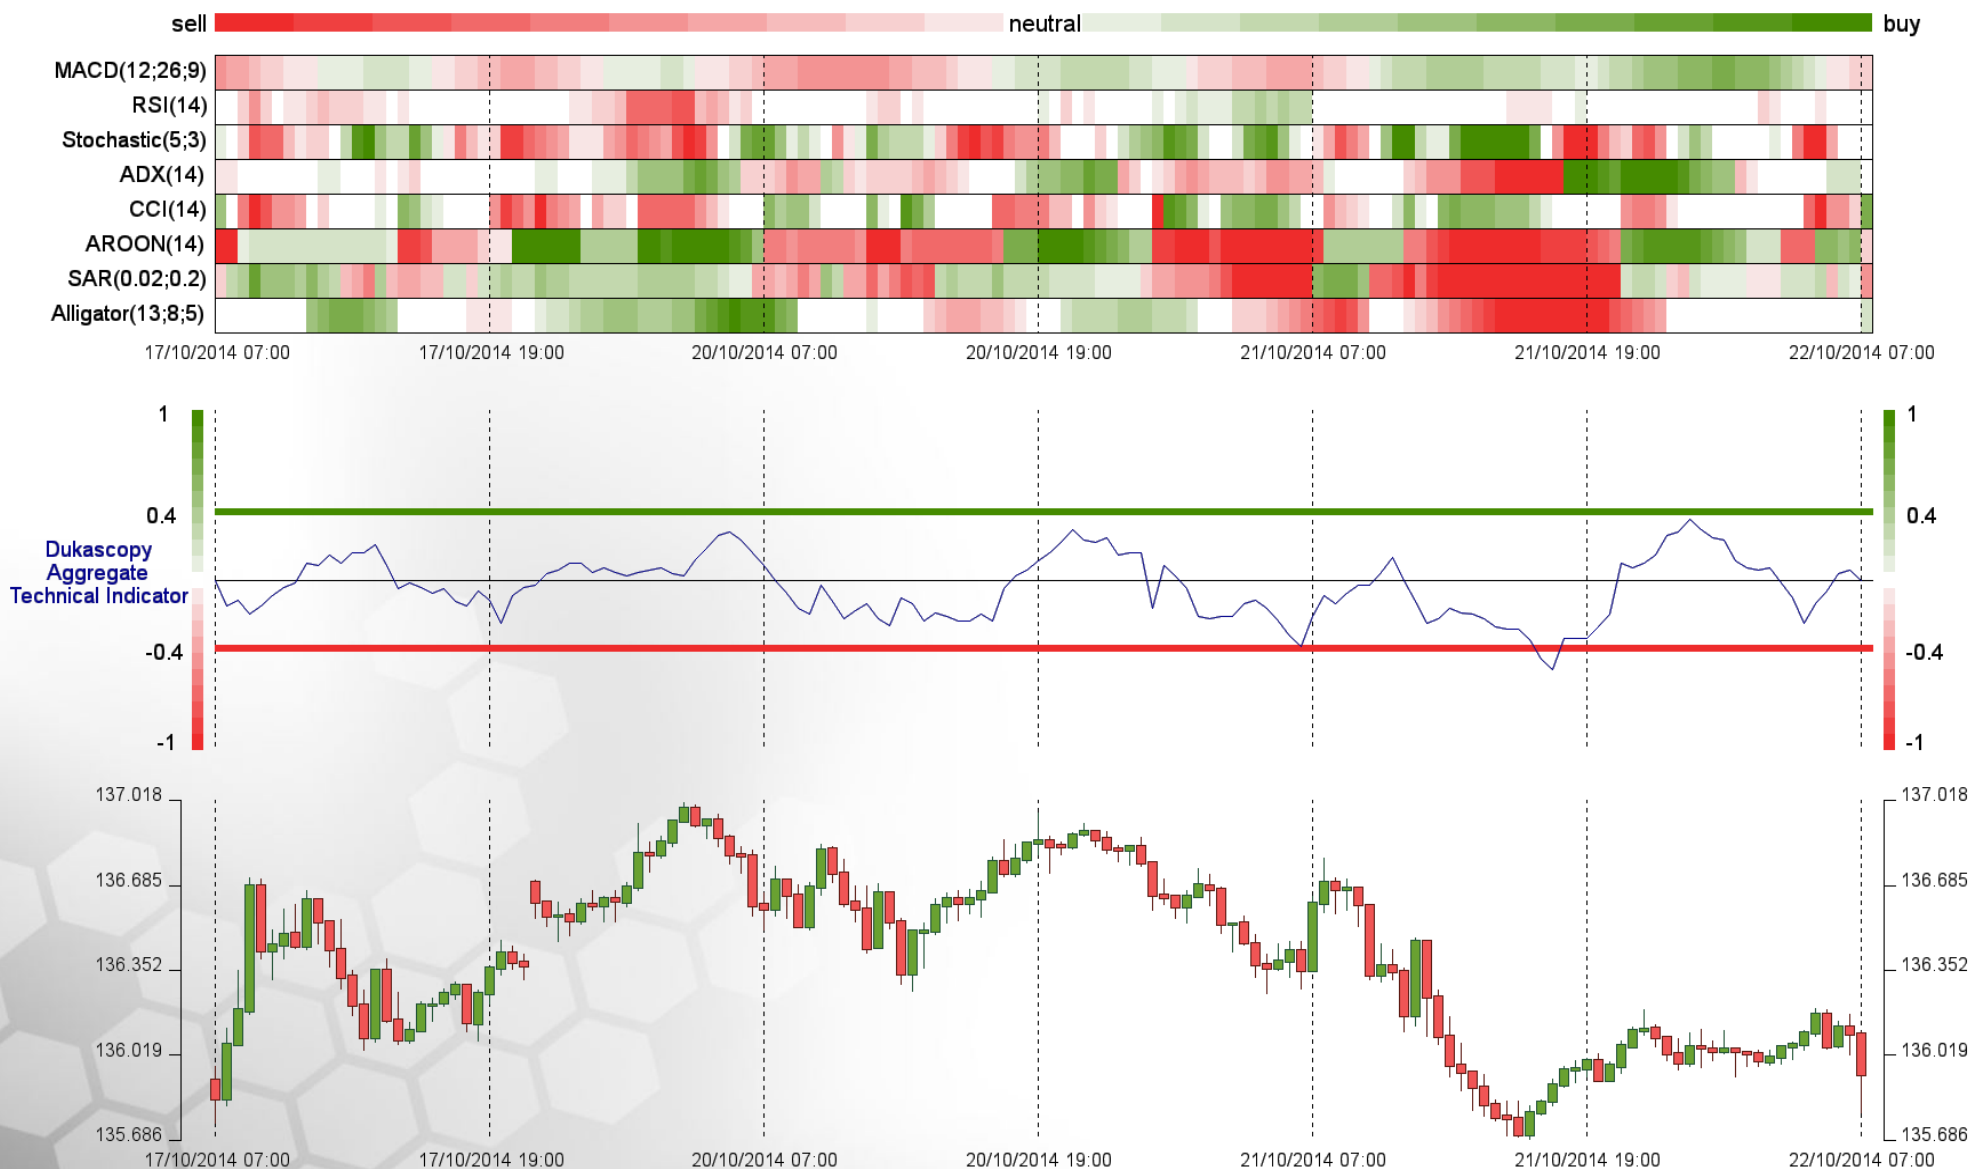 sell neutral buy
MACD(12;26;9)
RSI(14)
Stochastic(5;3)
ADX(14)
CCI(14)
AROON(14)
SAR(0.02;0.2)
Alligator(13;8;5)
17/10/2014 07:00 17/10/2014 19:00 20/10/2014 07:00 20/10/2014 19:00 21/10/2014 07:00 21/10/2014 19:00 22/10/2014 07:00
1 1
0.4 0.4
Dukascopy
Aggregate
Technical Indicator
-0.4 -0.4
-1 -1
137.018 137.018
136.685 136.685
136.352 136.352
136.019 136.019
135.686 135.686
17/10/2014 07:00 17/10/2014 19:00 20/10/2014 07:00 20/10/2014 19:00 21/10/2014 07:00 21/10/2014 19:00 22/10/2014 07:00